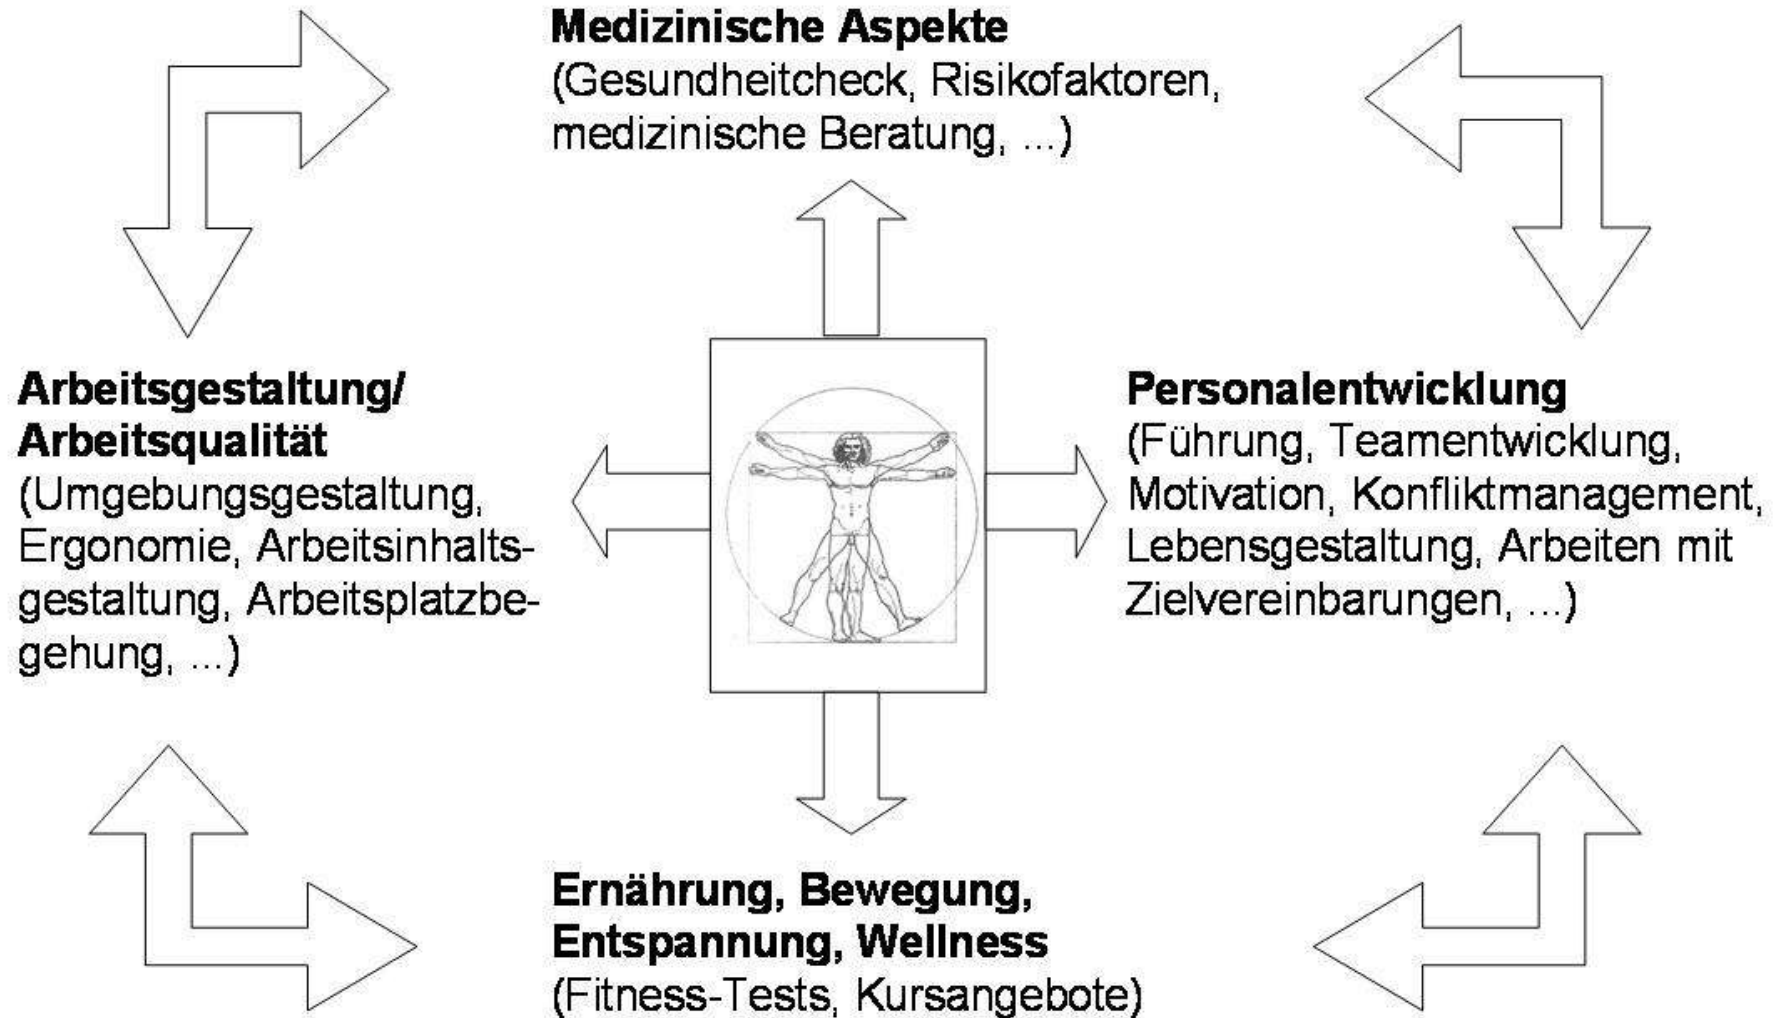 Medizinische Aspekte
(Gesundheitcheck, Risikofaktoren,
medizinische Beratung, ...)
Arbeitsgestaltung/
Arbeitsqualität
(Umgebungsgestaltung,
Ergonomie, Arbeitsinhalts-
gestaltung, Arbeitsplatzbe-
gehung, ...)
Personalentwicklung
(Führung, Teamentwicklung,
Motivation, Konfliktmanagement,
Lebensgestaltung, Arbeiten mit
Zielvereinbarungen, ...)
Ernährung, Bewegung,
Entspannung, Wellness
(Fitness-Tests, Kursangebote)